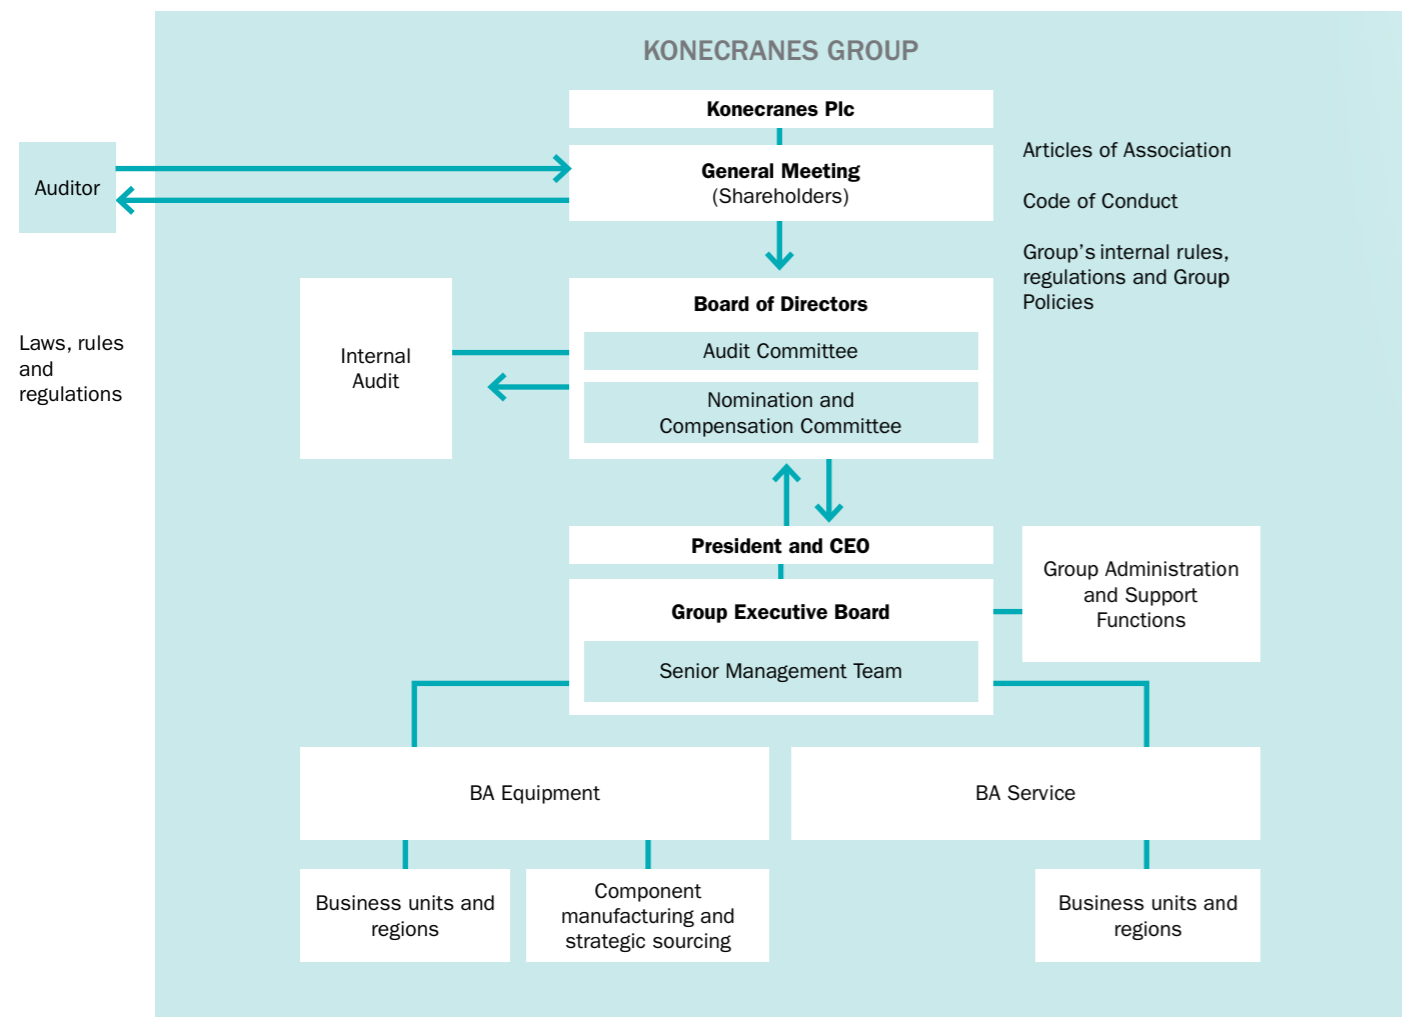 KONECRANES GROUP
Konecranes Plc
General Meeting
(Shareholders)
Articles of Association
Code of Conduct
Group's internal rules,
regulations and Group
Policies
Auditor
Laws, rules
and
regulations
Internal
Audit
Board of Directors
Audit Committee
Nomination and
Compensation Committee
President and CEO
Group Executive Board
Senior Management Team
Group Administration
and Support
Functions
BA Equipment
BA Service
Business units and
regions
Component
manufacturing and
strategic sourcing
Business units and
regions